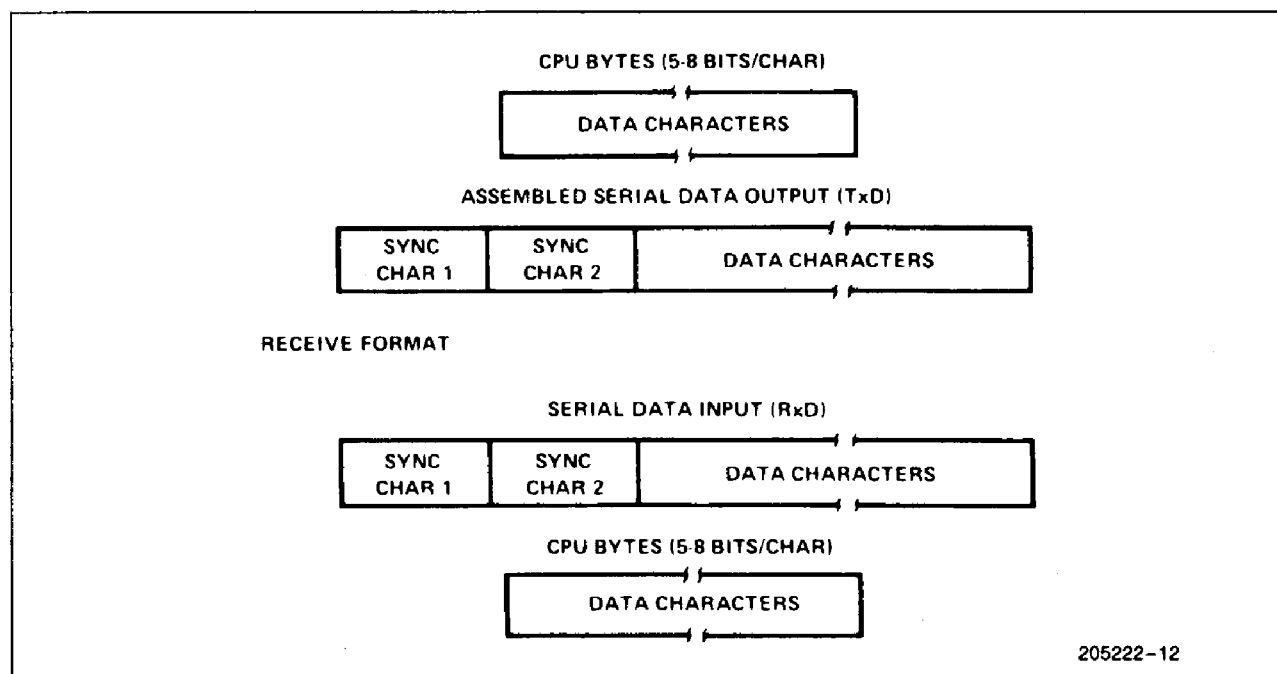 CPU BYTES (5-8 BITS/CHAR)
DATA CHARACTERS
ASSEMBLED SERIAL DATA OUTPUT (TxD)
SYNC CHAR 1
SYNC CHAR 2
DATA CHARACTERS
RECEIVE FORMAT
SERIAL DATA INPUT (RxD)
SYNC CHAR 1
SYNC CHAR 2
DATA CHARACTERS
CPU BYTES (5-8 BITS/CHAR)
DATA CHARACTERS
205222-12